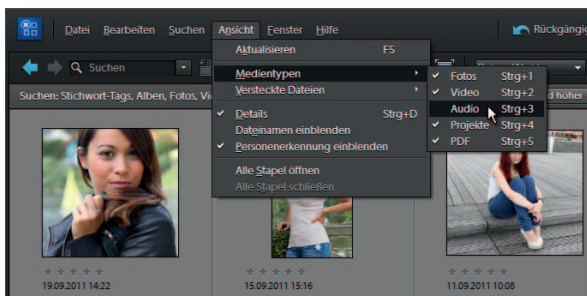 Datei Bearbeiten Suchen Ansicht Fenster Hilfe Rückgängig
Suchen
Aktualisieren F5
Medientypen
Versteckte Dateien
Details Strg+D
Dateinamen einblenden
Personenerkennung einblenden
Alle Stapel öffnen
Alle Stapel schließen
Fotos Strg+1
Video Strg+2
Audio Strg+3
Projekte Strg+4
PDF Strg+5
Suchen: Stichwort-Tags, Alben, Fotos, höher
19.09.2011 14:22
15.09.2011 15:16
11.09.2011 10:08